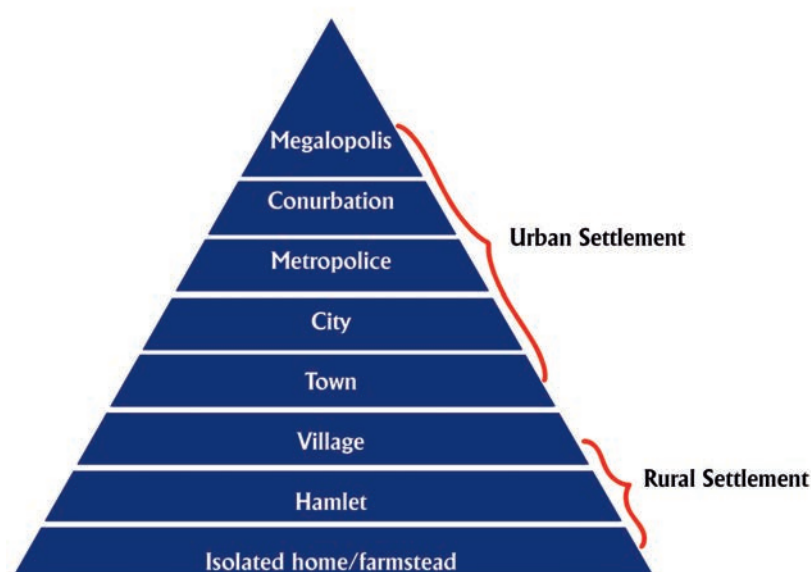 Megalopolis
Conurbation
Urban Settlement
Metropolice
City
Town
Village
Rural Settlement
Hamlet
Isolated home/farmstead